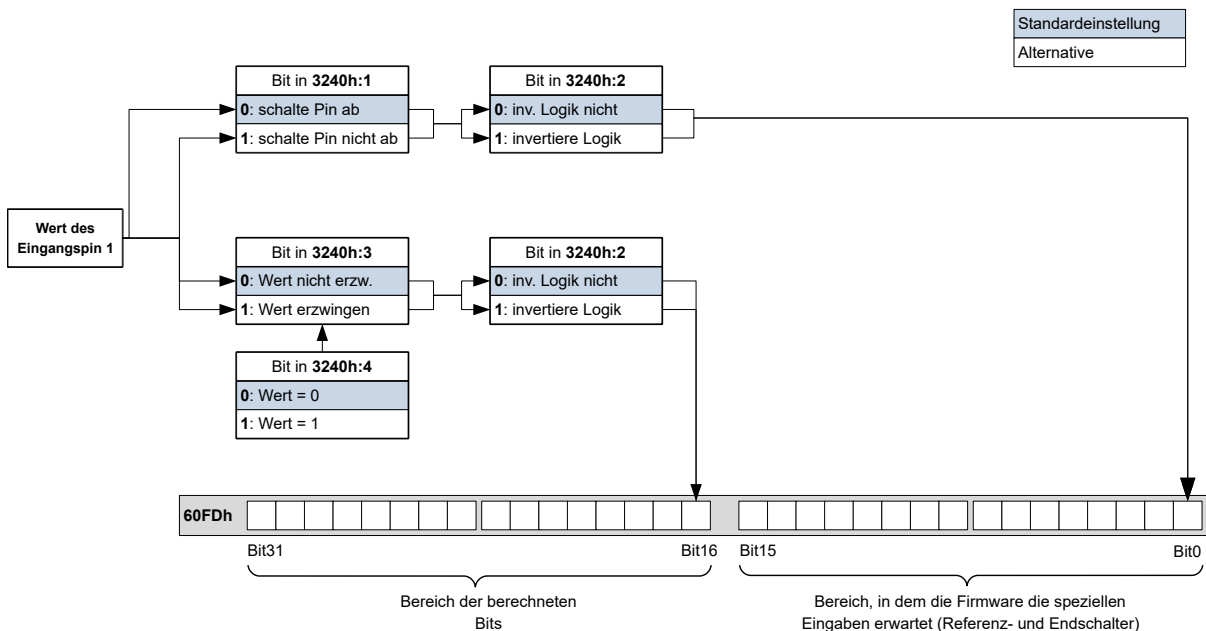 Standardeinstellung
Alternative
Bit in 3240h:1
0: schalte Pin ab
1: schalte Pin nicht ab
Bit in 3240h:2
0: inv. Logik nicht
1: invertiere Logik
Wert des
Eingangspin 1
Bit in 3240h:3
0: Wert nicht erzw.
1: Wert erzwingen
Bit in 3240h:2
0: inv. Logik nicht
1: invertiere Logik
Bit in 3240h:4
0: Wert = 0
1: Wert = 1
60FDh
Bit31
Bit16
Bit15
Bit0
Bereich der berechneten
Bits
Bereich, in dem die Firmware die speziellen
Eingaben erwartet (Referenz- und Endschalter)